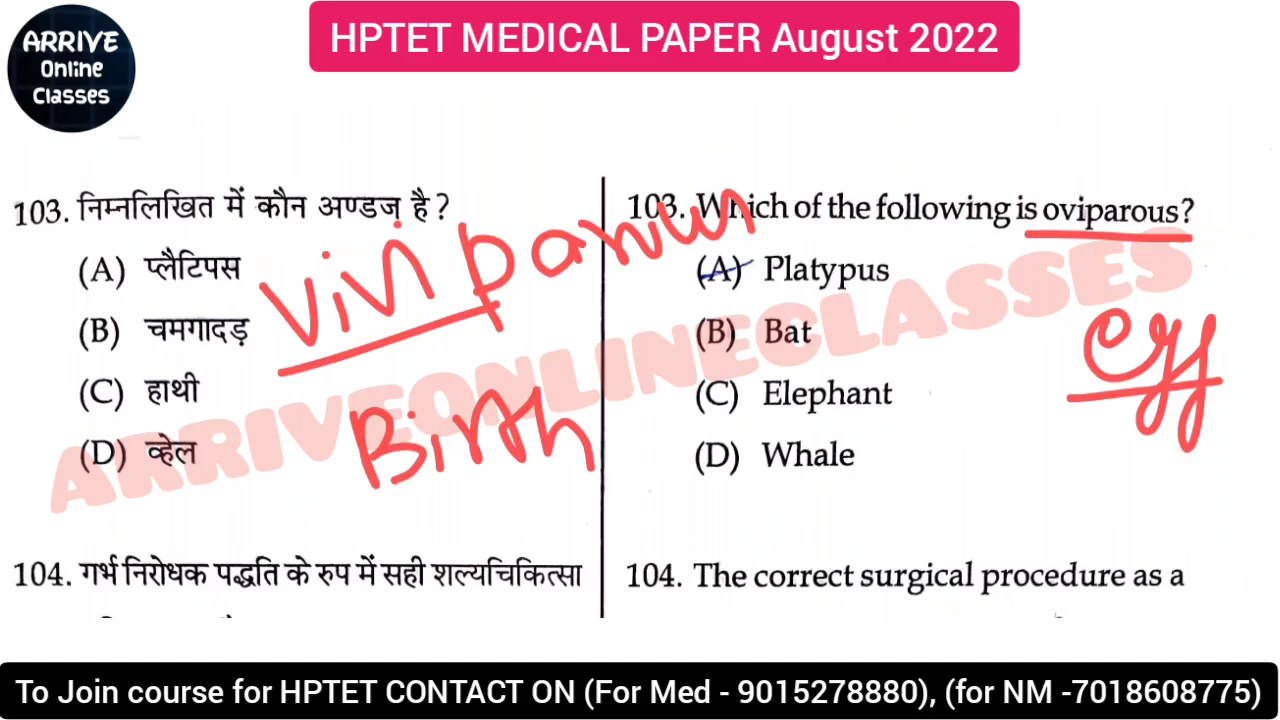 ARRIVE
Online
Classes
HPTET MEDICAL PAPER August 2022
103. निम्नलिखित में कौन अण्डज है ?
(A) प्लैटिपस
(B) चमगादड़
(C) हाथी
(D) व्हेल
104. गर्भ निरोधक पद्धति के रुप में सही शल्यचिकित्सा
103. Which of the following is oviparous?
(A) Platypus
(B) Bat
(C) Elephant
(D) Whale
104. The correct surgical procedure as a
Viviparous
Birth
egg
ARRIVEONLINECLASSES
To Join course for HPTET CONTACT ON (For Med - 9015278880), (for NM -7018608775)